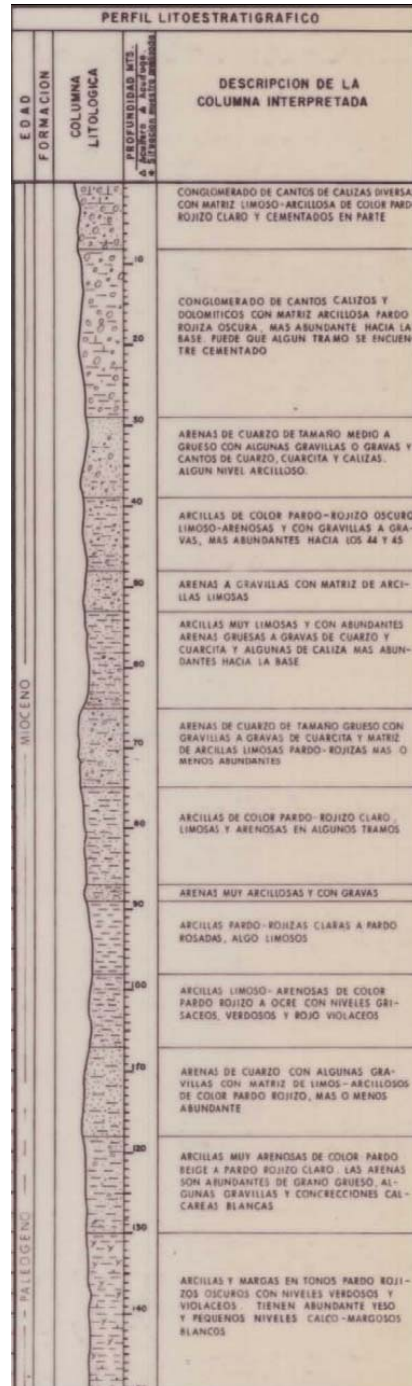 PERFIL LITOESTRATIGRAFICO
EDAD
FORMACION
COLUMNA
LITOLOGICA
PROFUNDIDAD MTS.
DESCRIPCION DE LA
COLUMNA INTERPRETADA
CONGLOMERADO DE CANTOS DE CALIZAS DIVERSA
CON MATRIZ LIMOSO-ARCILLOSA DE COLOR PARD
ROJIZO CLARO Y CEMENTADOS EN PARTE
10
CONGLOMERADO DE CANTOS CALIZOS Y
DOLOMITICOS CON MATRIZ ARCILLOSA PARDO
ROJIZA OSCURA, MAS ABUNDANTE HACIA LA
BASE. PUEDE QUE ALGUN TRAMO SE ENCUEN
TRE CEMENTADO
20
30
ARENAS DE CUARZO DE TAMAÑO MEDIO A
GRUESO CON ALGUNAS GRAVILLAS O GRAVAS Y
CANTOS DE CUARZO, CUARCITA Y CALIZAS.
ALGUN NIVEL ARCILLOSO.
40
ARCILLAS DE COLOR PARDO-ROJIZO OSCURO
LIMOSO-ARENOSAS Y CON GRAVILLAS A GRA-
VAS, MAS ABUNDANTES HACIA LOS 44 Y 45
50
ARENAS A GRAVILLAS CON MATRIZ DE ARCI-
LLAS LIMOSAS
ARCILLAS MUY LIMOSAS Y CON ABUNDANTES
ARENAS GRUESAS A GRAVAS DE CUARZO Y
CUARCITA Y ALGUNAS DE CALIZA MAS ABUN-
DANTES HACIA LA BASE
60
MIOCENO
ARENAS DE CUARZO DE TAMAÑO GRUESO CON
GRAVILLAS A GRAVAS DE CUARCITA Y MATRIZ
DE ARCILLAS LIMOSAS PARDO-ROJIZAS MAS O
MENOS ABUNDANTES
70
80
ARCILLAS DE COLOR PARDO-ROJIZO CLARO,
LIMOSAS Y ARENOSAS EN ALGUNOS TRAMOS
ARENAS MUY ARCILLOSAS Y CON GRAVAS
90
ARCILLAS PARDO-ROJIZAS CLARAS A PARDO
ROSADAS, ALGO LIMOSOS
100
ARCILLAS LIMOSO-ARENOSAS DE COLOR
PARDO ROJIZO A OCRE CON NIVELES GRI-
SACEOS, VERDOSOS Y ROJO VIOLACEOS
110
ARENAS DE CUARZO CON ALGUNAS GRA-
VILLAS CON MATRIZ DE LIMOS-ARCILLOSOS
DE COLOR PARDO ROJIZO, MAS O MENOS
ABUNDANTE
120
ARCILLAS MUY ARENOSAS DE COLOR PARDO
BEIGE A PARDO ROJIZO CLARO. LAS ARENAS
SON ABUNDANTES DE GRANO GRUESO, AL-
GUNAS GRAVILLAS Y CONCRECCIONES CAL-
CAREAS BLANCAS
130
PALEOGENO
ARCILLAS Y MARGAS EN TONOS PARDO ROJI-
ZOS OSCUROS CON NIVELES VERDOSOS Y
VIOLACEOS. TIENEN ABUNDANTE YESO
Y PEQUEÑOS NIVELES CALCO-MARGOSOS
BLANCOS
140